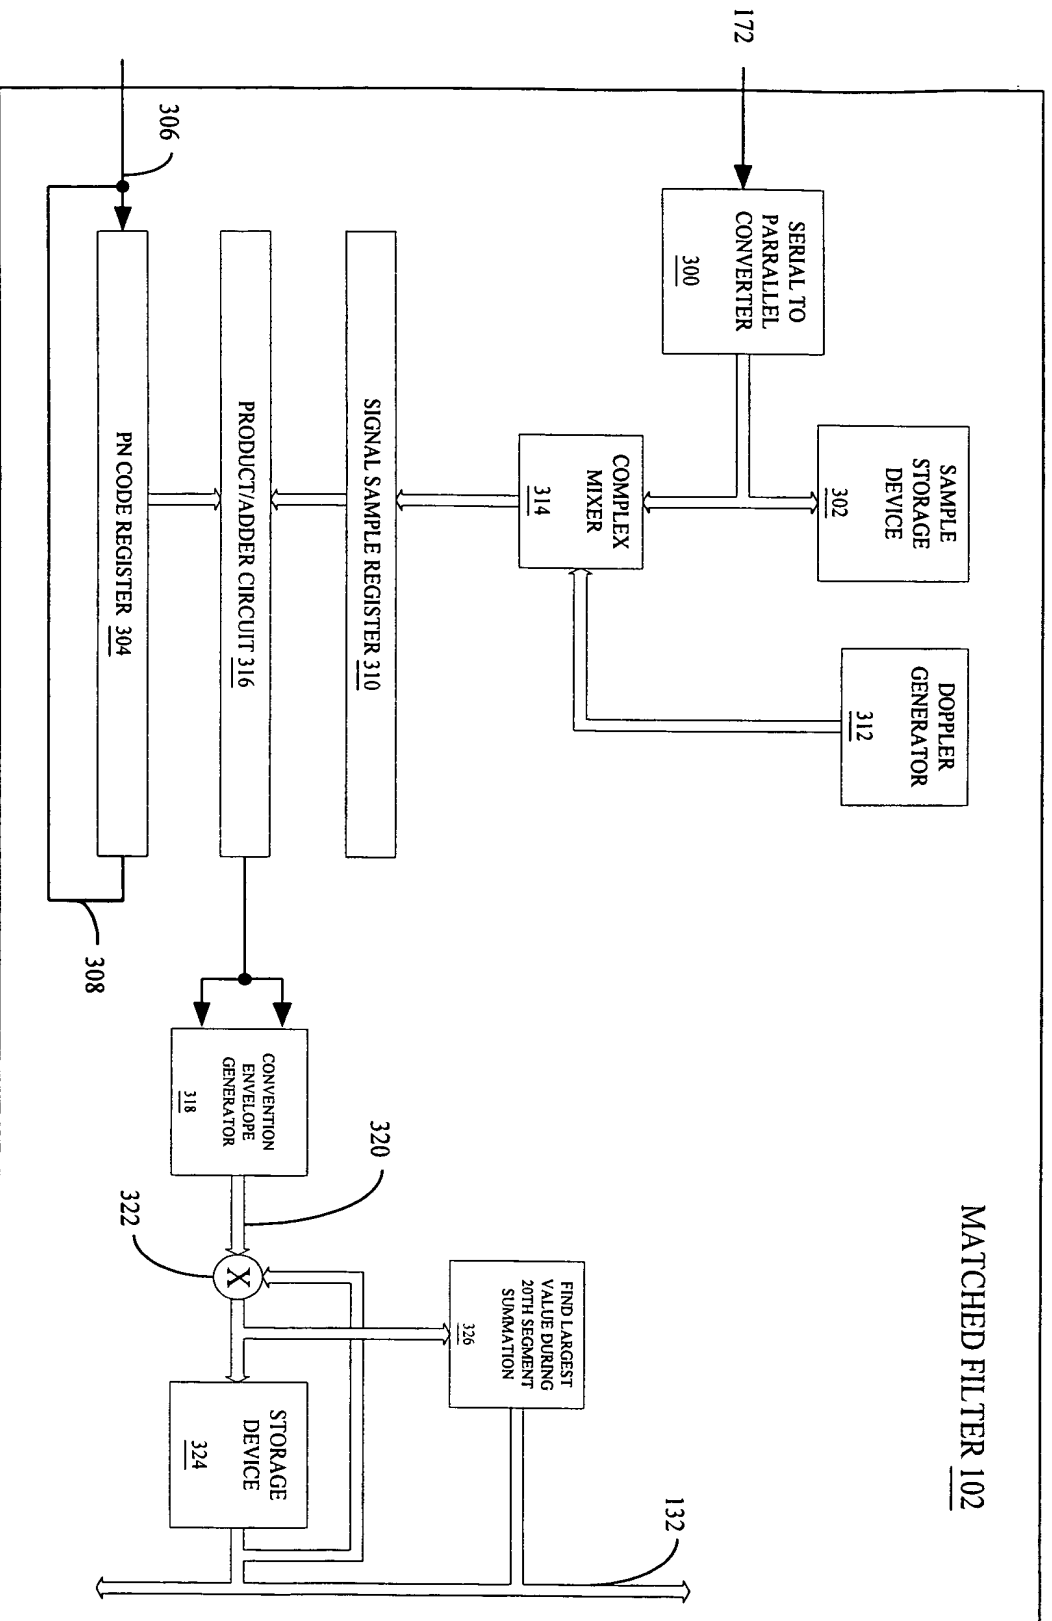 MATCHED FILTER 102
172
SERIAL TO
PARRALLEL
CONVERTER
300
SAMPLE
STORAGE
DEVICE
302
DOPPLER
GENERATOR
312
COMPLEX
MIXER
314
SIGNAL SAMPLE REGISTER 310
PRODUCT/ADDER CIRCUIT 316
306
PN CODE REGISTER 304
308
CONVENTION
ENVELOPE
GENERATOR
318
320
322
X
FIND LARGEST
VALUE DURING
20TH SEGMENT
SUMMATION
326
STORAGE
DEVICE
324
132